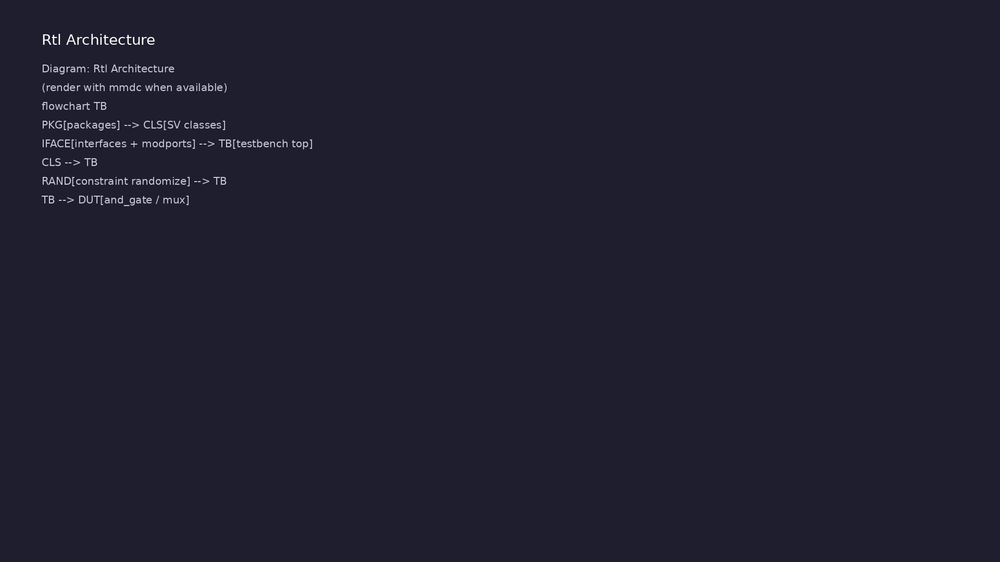 Rtl Architecture
Diagram: Rtl Architecture
(render with mmdc when available)
flowchart TB
PKG[packages] --> CLS[SV classes]
IFACE[interfaces + modports] --> TB[testbench top]
CLS --> TB
RAND[constraint randomize] --> TB
TB --> DUT[and_gate / mux]